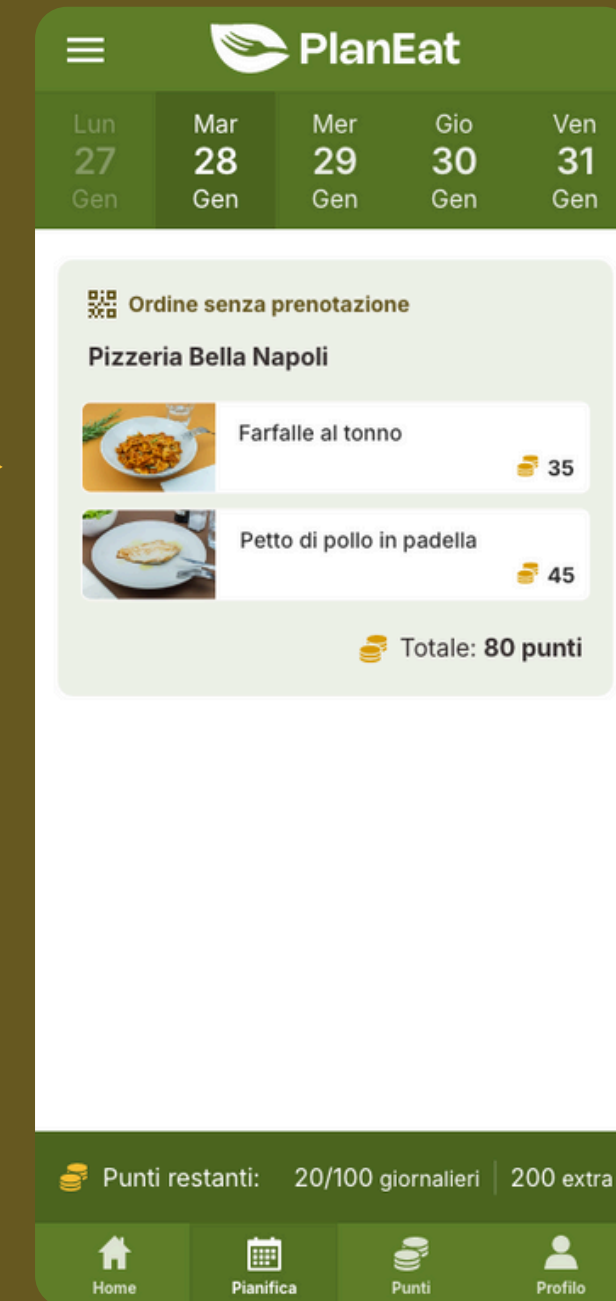 PlanEat
Lun Mar Mer Gio Ven
27 28 29 30 31
Gen Gen Gen Gen Gen
Ordine senza prenotazione
Pizzeria Bella Napoli
Farfalle al tonno
35
Petto di pollo in padella
45
Totale: 80 punti
Punti restanti: 20/100 giornalieri 200 extra
Home Pianifica Punti Profilo